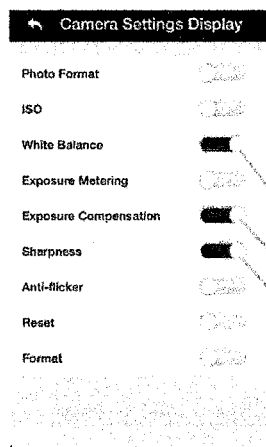 Camera Settings Display
Photo Format
ISO
White Balance
Exposure Metering
Exposure Compensation
Sharpness
Anti-flicker
Reset
Format